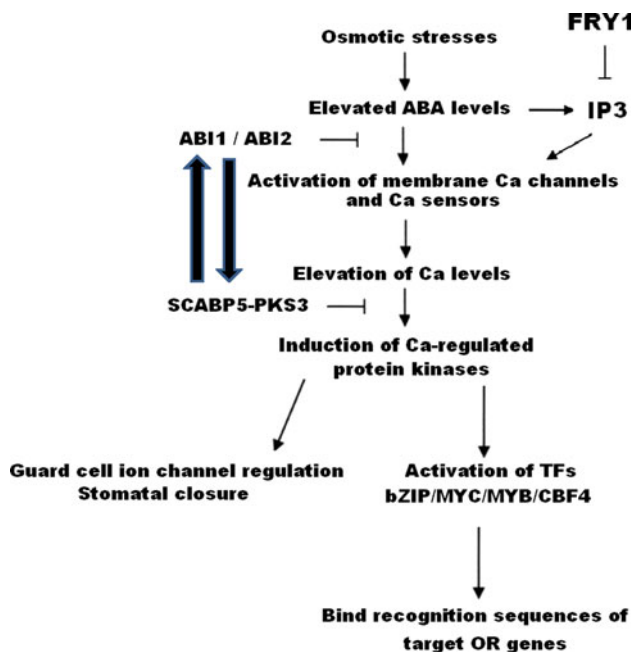 FRY1
Osmotic stresses
Elevated ABA levels
IP3
ABI1 / ABI2
Activation of membrane Ca channels
and Ca sensors
Elevation of Ca levels
SCABP5-PKS3
Induction of Ca-regulated
protein kinases
Guard cell ion channel regulation
Stomatal closure
Activation of TFs
bZIP/MYC/MYB/CBF4
Bind recognition sequences of
target OR genes